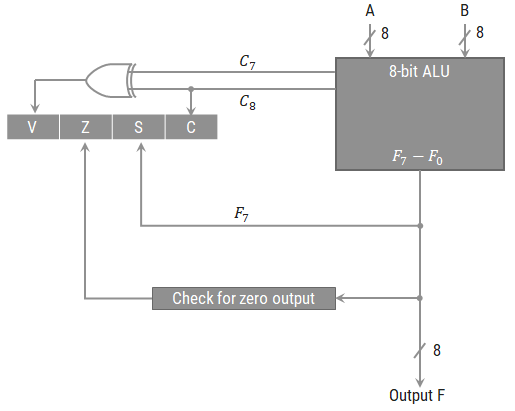 A B
8 8
C₇
8-bit ALU
C₈
V Z S C
F₇ − F₀
F₇
Check for zero output
8
Output F